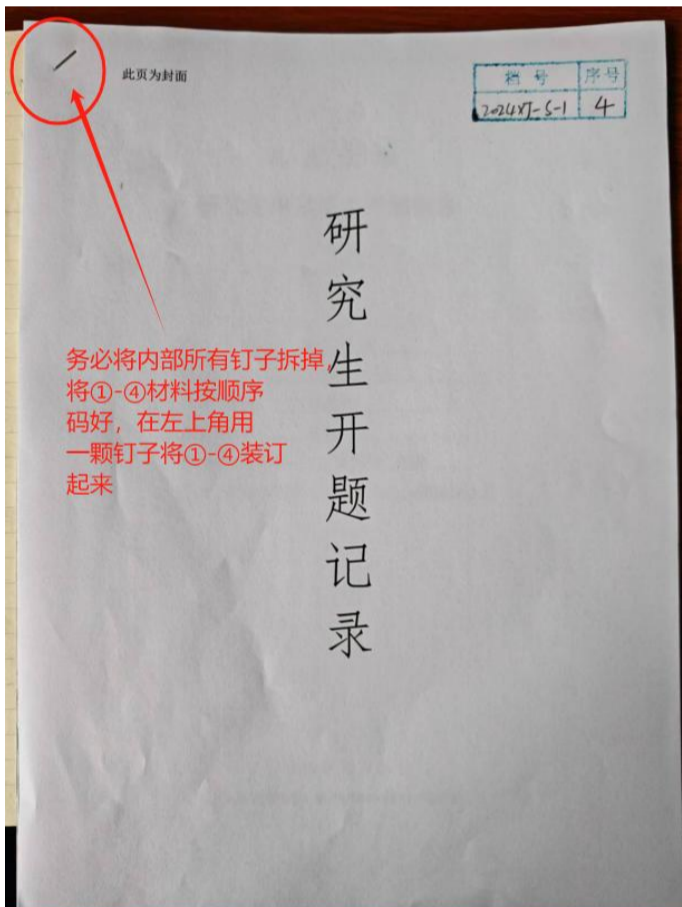 此页为封面
档号 序号
2024XJ-S-1 4
研究生开题记录
务必将内部所有钉子拆掉，
将①-④材料按顺序
码好，在左上角用
一颗钉子将①-④装订
起来